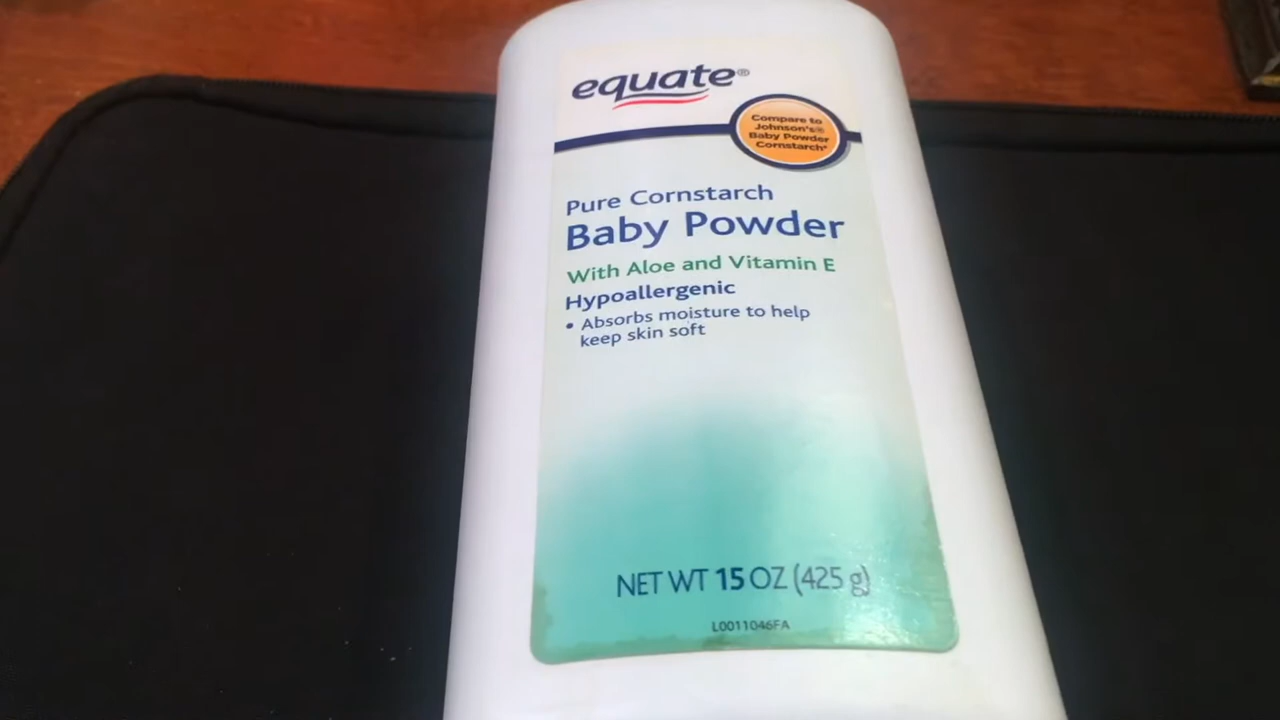 equate®
Compare to
Johnson's®
Baby Powder
Cornstarch*
Pure Cornstarch
Baby Powder
With Aloe and Vitamin E
Hypoallergenic
• Absorbs moisture to help
keep skin soft
NET WT 15 OZ (425 g)
L0011046FA